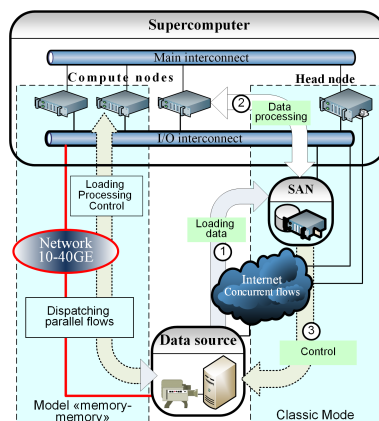 Supercomputer
Main interconnect
Compute nodes
Head node
2
Data
processing
I/O interconnect
Loading
Processing
Control
SAN
Loading
data
1
Network
10-40GE
Internet
Concurrent flows
Dispatching
parallel flows
3
Data source
Control
Model «memory-
memory»
Classic Mode